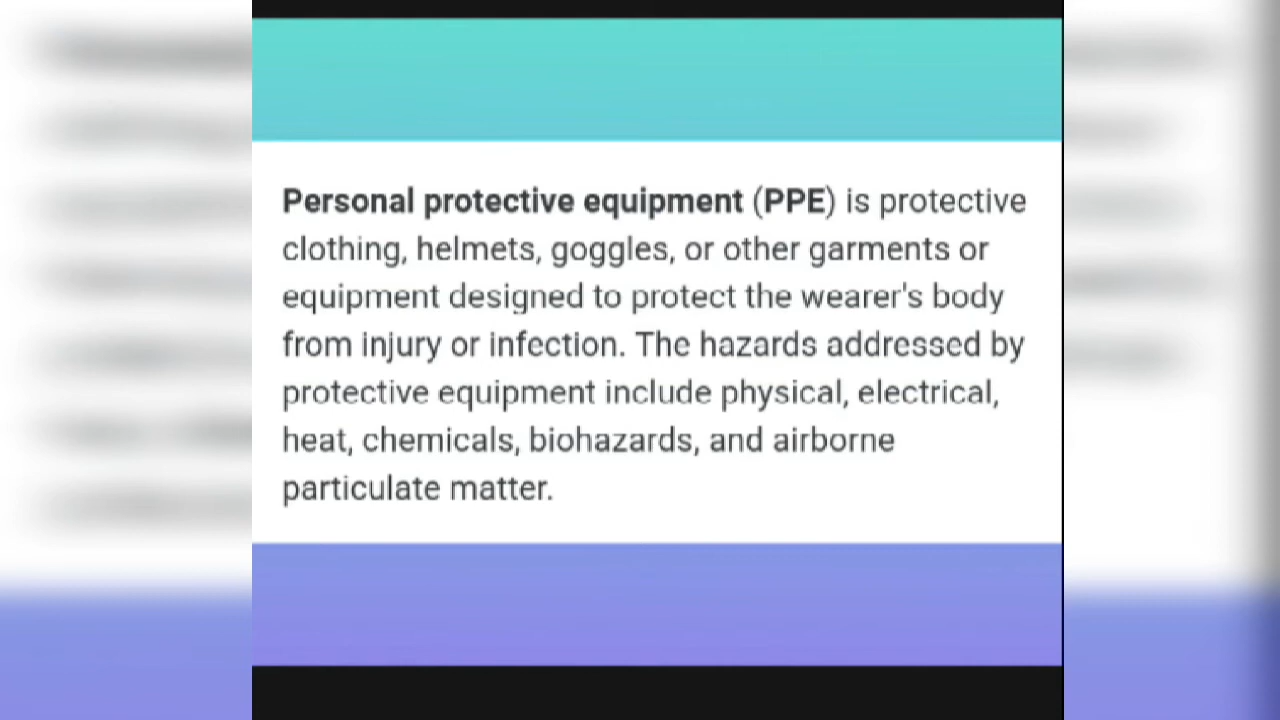 Personal protective equipment (PPE) is protective
clothing, helmets, goggles, or other garments or
equipment designed to protect the wearer's body
from injury or infection. The hazards addressed by
protective equipment include physical, electrical,
heat, chemicals, biohazards, and airborne
particulate matter.